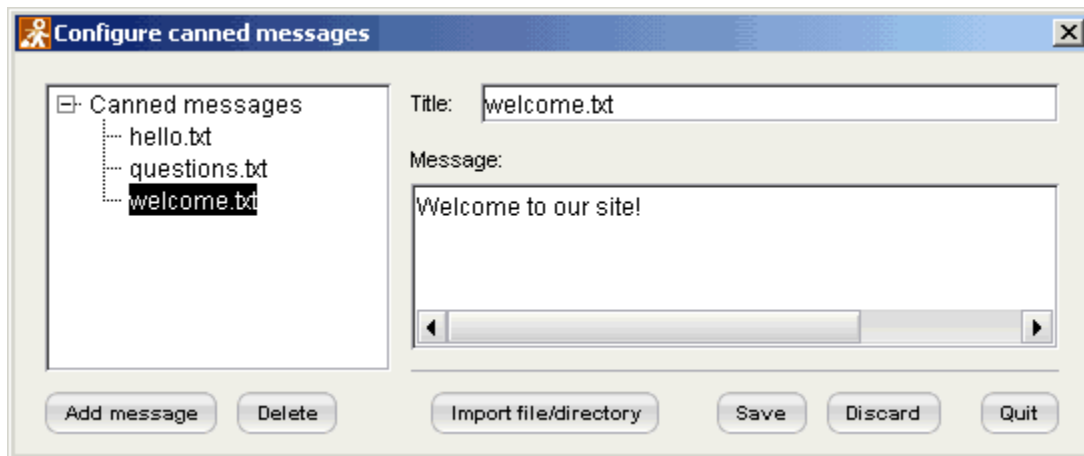 Configure canned messages
Canned messages
hello.txt
questions.txt
welcome.txt
Title: welcome.txt
Message:
Welcome to our site!
Add message Delete Import file/directory Save Discard Quit